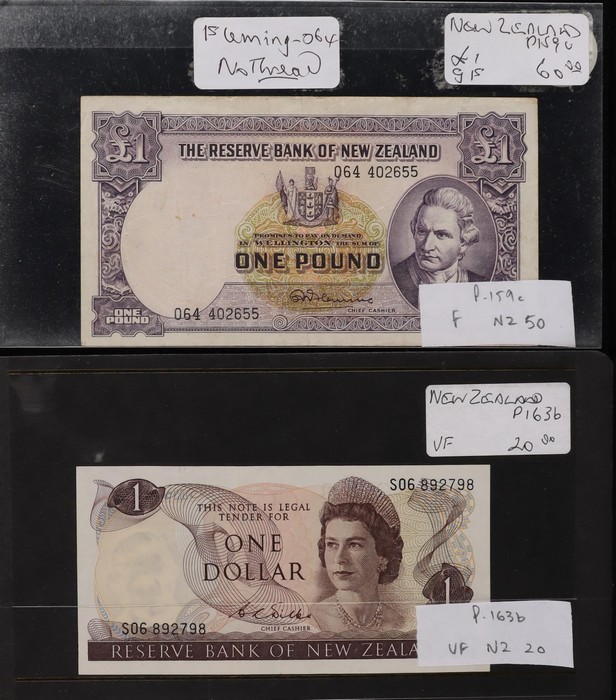 1st Fleming-064
No Thread
NEW ZEALAND
P159c
£1
60.00
£1
£1
THE RESERVE BANK OF NEW ZEALAND
064 402655
PROMISES TO PAY ON DEMAND
IN WELLINGTON THE SUM OF
ONE POUND
ONE
POUND
064 402655
CHIEF CASHIER
P.159c
F NZ 50
NEW ZEALAND
P163b
VF 20.00
S06 892798
1
THIS NOTE IS LEGAL
TENDER FOR
ONE
DOLLAR
1
S06 892798
CHIEF CASHIER
RESERVE BANK OF NEW ZEALA
P.163b
VF NZ 20